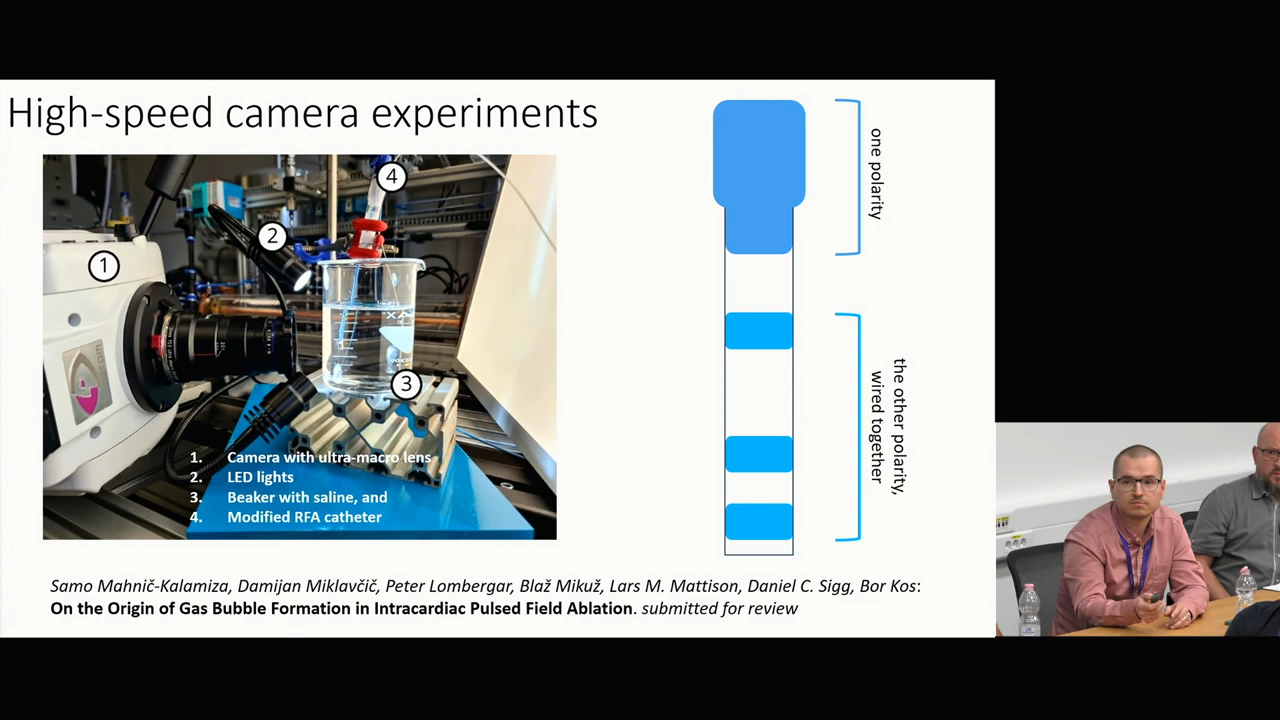 High-speed camera experiments
4
2
1
3
1. Camera with ultra-macro lens
2. LED lights
3. Beaker with saline, and
4. Modified RFA catheter
one polarity
the other polarity,
wired together
Samo Mahnič-Kalamiza, Damijan Miklavčič, Peter Lombergar, Blaž Mikuž, Lars M. Mattison, Daniel C. Sigg, Bor Kos:
On the Origin of Gas Bubble Formation in Intracardiac Pulsed Field Ablation. submitted for review